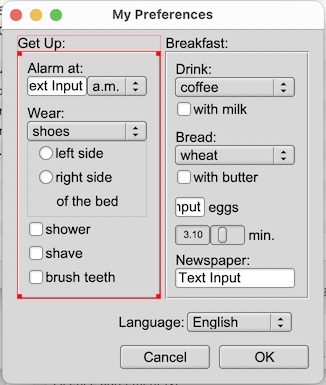 My Preferences
Get Up:
Alarm at:
ext Input a.m.
Wear:
shoes
left side
right side
of the bed
shower
shave
brush teeth
Breakfast:
Drink:
coffee
with milk
Bread:
wheat
with butter
nput eggs
3.10 min.
Newspaper:
Text Input
Language: English
Cancel OK